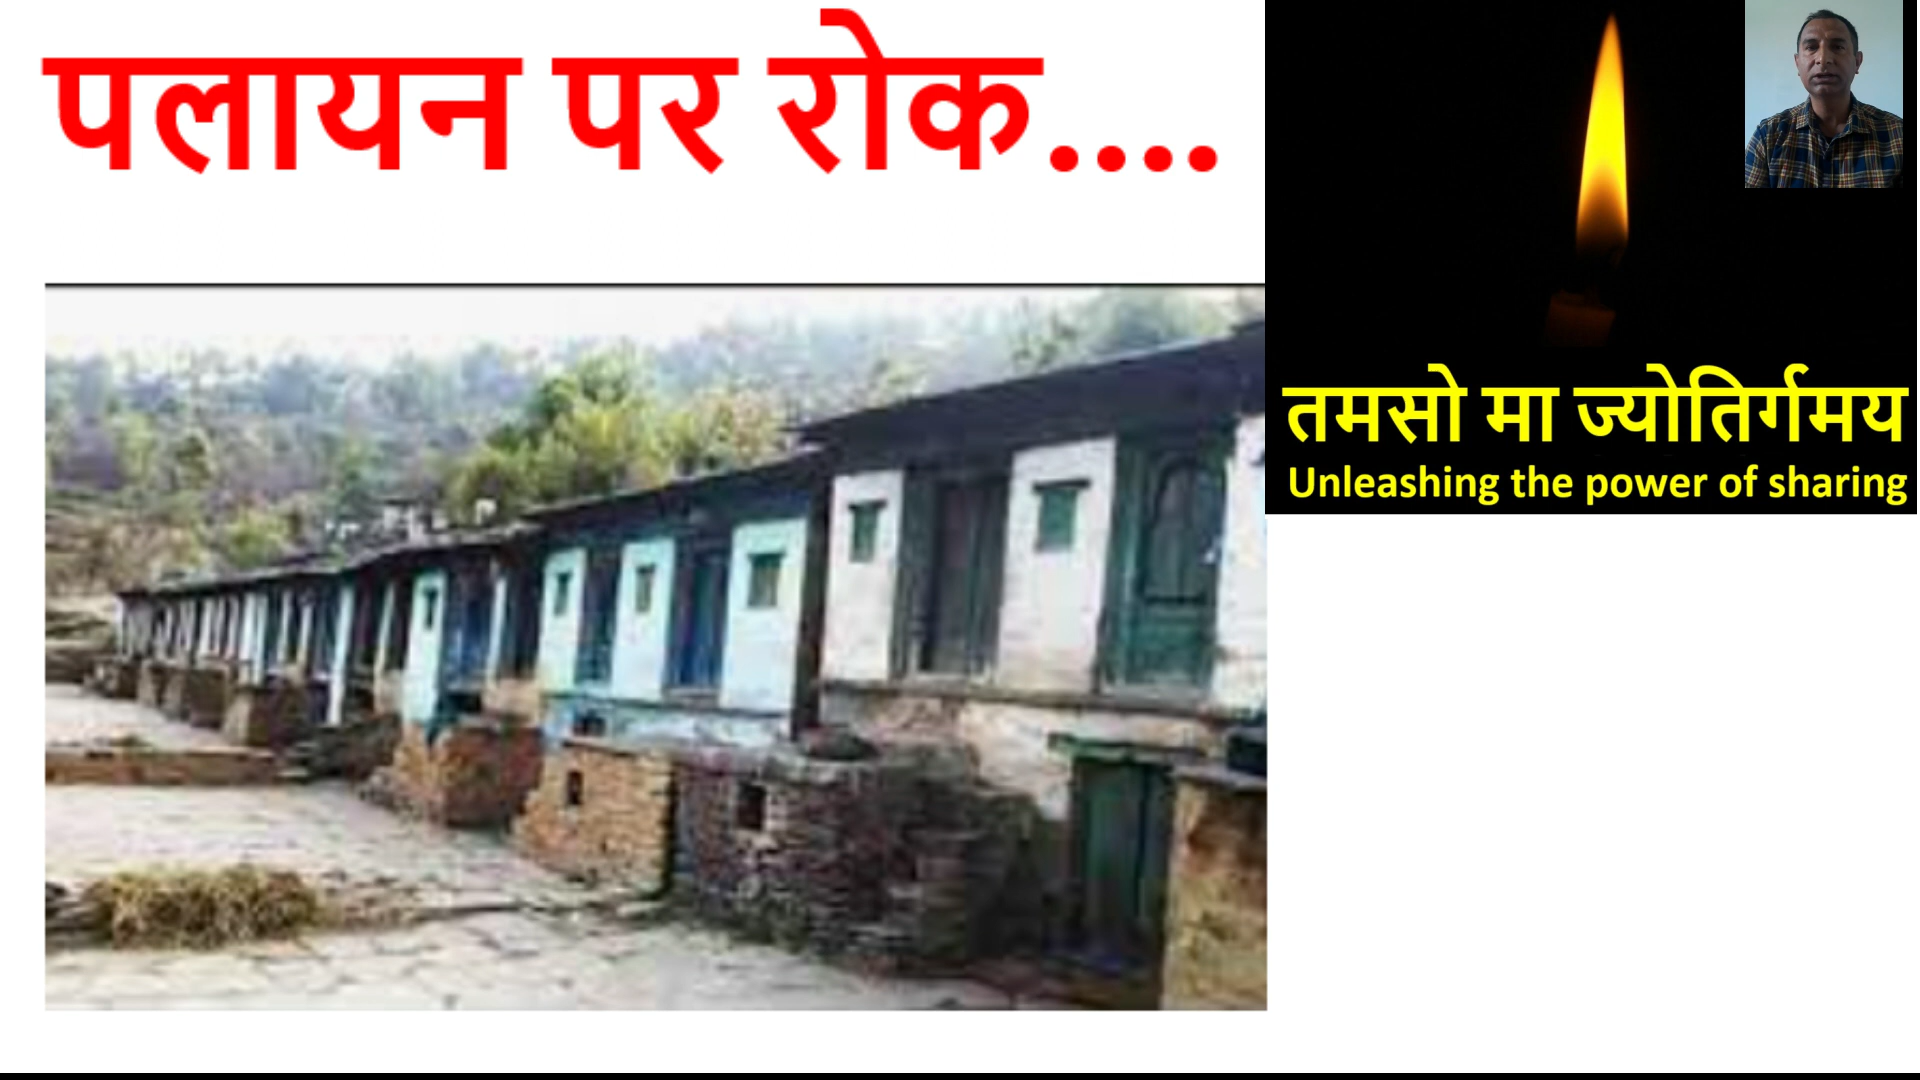 पलायन पर रोक....
तमसो मा ज्योतिर्गमय
Unleashing the power of sharing